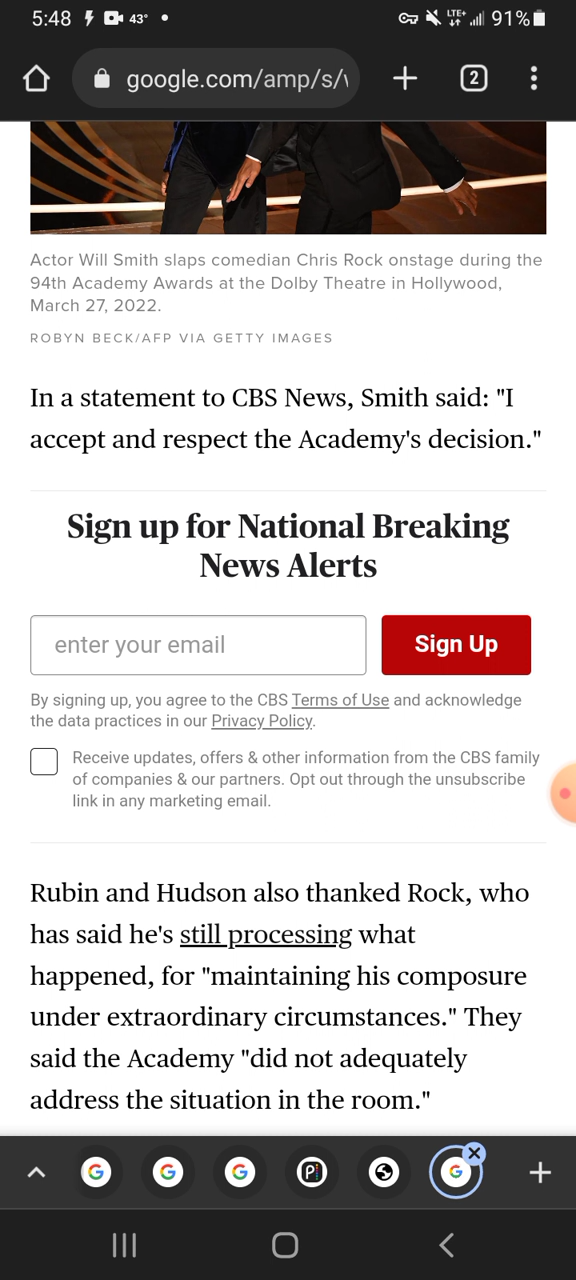 5:48 43°
LTE+ 91%
google.com/amp/s/
2
Actor Will Smith slaps comedian Chris Rock onstage during the
94th Academy Awards at the Dolby Theatre in Hollywood,
March 27, 2022.
ROBYN BECK/AFP VIA GETTY IMAGES
In a statement to CBS News, Smith said: "I
accept and respect the Academy's decision."
Sign up for National Breaking
News Alerts
enter your email
Sign Up
By signing up, you agree to the CBS Terms of Use and acknowledge
the data practices in our Privacy Policy.
Receive updates, offers & other information from the CBS family
of companies & our partners. Opt out through the unsubscribe
link in any marketing email.
Rubin and Hudson also thanked Rock, who
has said he's still processing what
happened, for "maintaining his composure
under extraordinary circumstances." They
said the Academy "did not adequately
address the situation in the room."